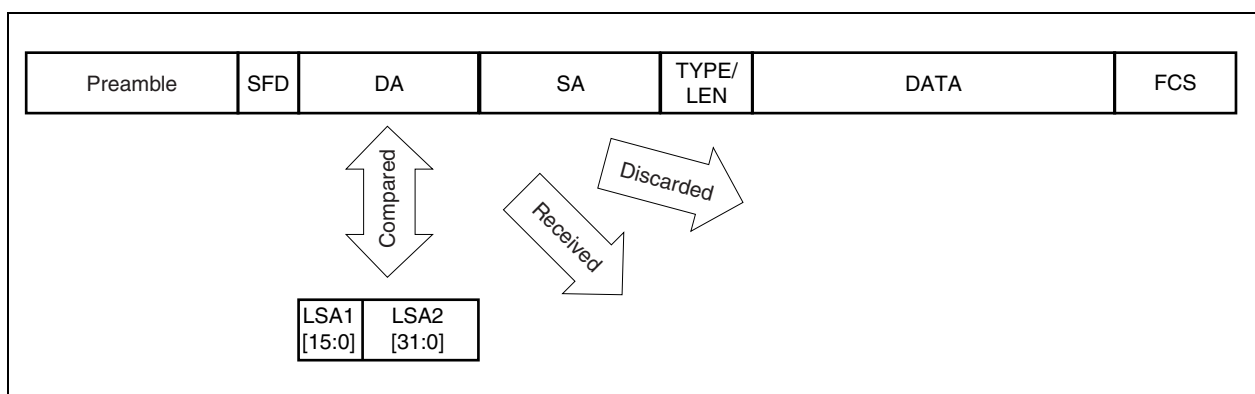 Preamble
SFD
DA
SA
TYPE/
LEN
DATA
FCS
Compared
Received
Discarded
LSA1
[15:0]
LSA2
[31:0]